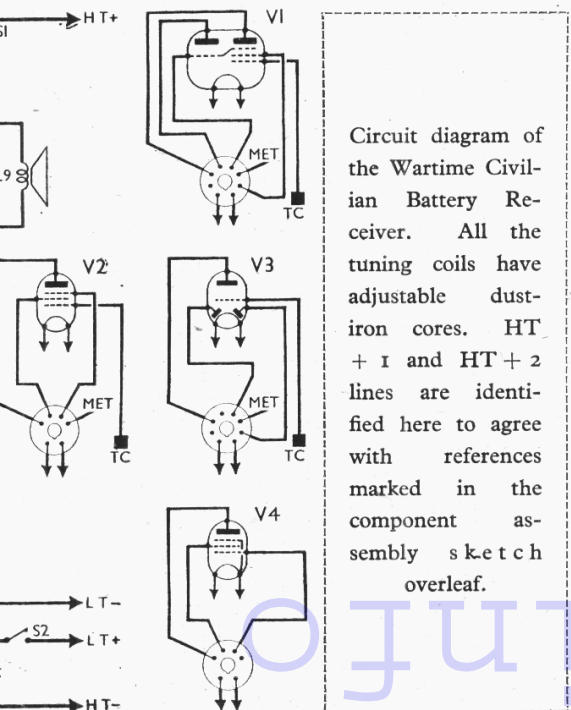 S1
HT+
V1
MET
TC
L9
V2
V3
MET
MET
TC
TC
V4
LT-
S2
LT+
HT-
Circuit diagram of
the Wartime Civil-
ian Battery Re-
ceiver. All the
tuning coils have
adjustable dust-
iron cores. HT
+ 1 and HT + 2
lines are identi-
fied here to agree
with references
marked in the
component as-
sembly sketch
overleaf.